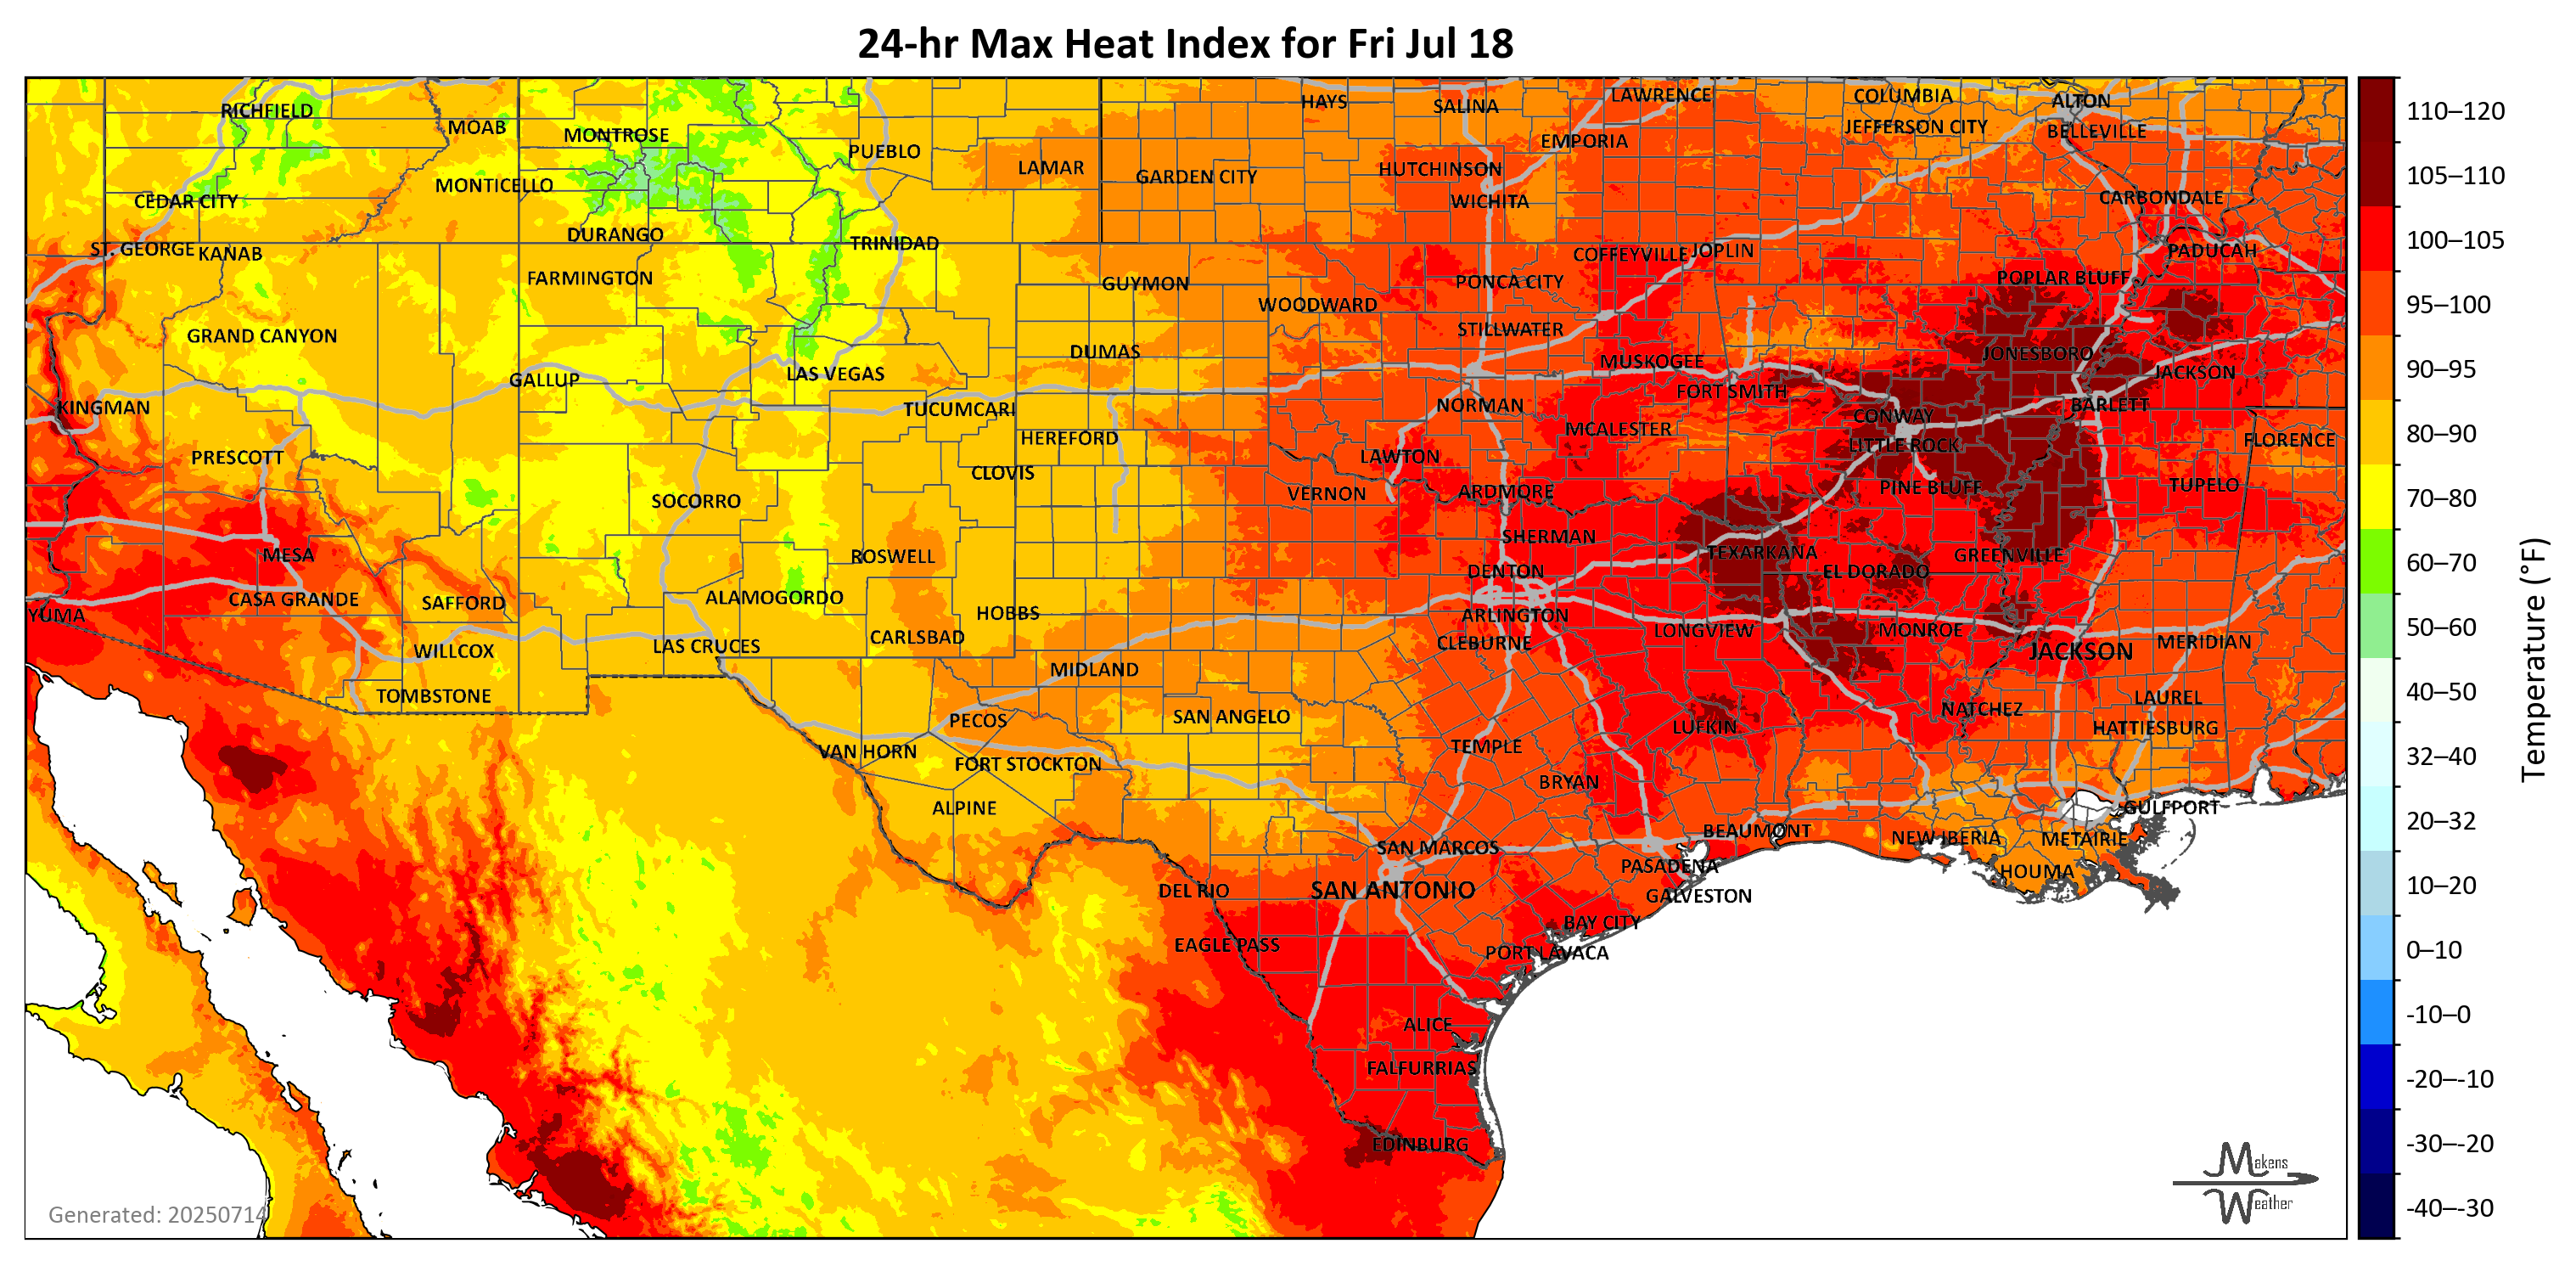 24-hr Max Heat Index for Fri Jul 18
RICHFIELD
MOAB
MONTROSE
PUEBLO
LAMAR
HAYS
SALINA
LAWRENCE
COLUMBIA
ALTON
JEFFERSON CITY
BELLEVILLE
EMPORIA
GARDEN CITY
HUTCHINSON
WICHITA
MONTICELLO
CEDAR CITY
CARBONDALE
DURANGO
TRINIDAD
ST. GEORGE
KANAB
COFFEYVILLE
JOPLIN
PADUCAH
FARMINGTON
GUYMON
PONCA CITY
POPLAR BLUFF
WOODWARD
GRAND CANYON
STILLWATER
DUMAS
JONESBORO
MUSKOGEE
GALLUP
LAS VEGAS
JACKSON
FORT SMITH
KINGMAN
TUCUMCARI
NORMAN
BARLETT
CONWAY
MCALESTER
HEREFORD
LITTLE ROCK
FLORENCE
PRESCOTT
LAWTON
CLOVIS
SOCORRO
VERNON
ARDMORE
PINE BLUFF
TUPELO
SHERMAN
MESA
ROSWELL
TEXARKANA
GREENVILLE
DENTON
EL DORADO
CASA GRANDE
SAFFORD
ALAMOGORDO
HOBBS
YUMA
ARLINGTON
CARLSBAD
LONGVIEW
MONROE
CLEBURNE
LAS CRUCES
WILLCOX
JACKSON
MERIDIAN
MIDLAND
TOMBSTONE
LAUREL
NATCHEZ
PECOS
SAN ANGELO
LUFKIN
HATTIESBURG
VAN HORN
TEMPLE
FORT STOCKTON
BRYAN
ALPINE
GULFPORT
BEAUMONT
NEW IBERIA
METAIRIE
SAN MARCOS
PASADENA
HOUMA
DEL RIO
SAN ANTONIO
GALVESTON
BAY CITY
EAGLE PASS
PORT LAVACA
ALICE
FALFURRIAS
EDINBURG
Generated: 20250714
Makens
Weather
110–120
105–110
100–105
95–100
90–95
80–90
70–80
60–70
50–60
40–50
32–40
20–32
10–20
0–10
-10–0
-20–-10
-30–-20
-40–-30
Temperature (°F)